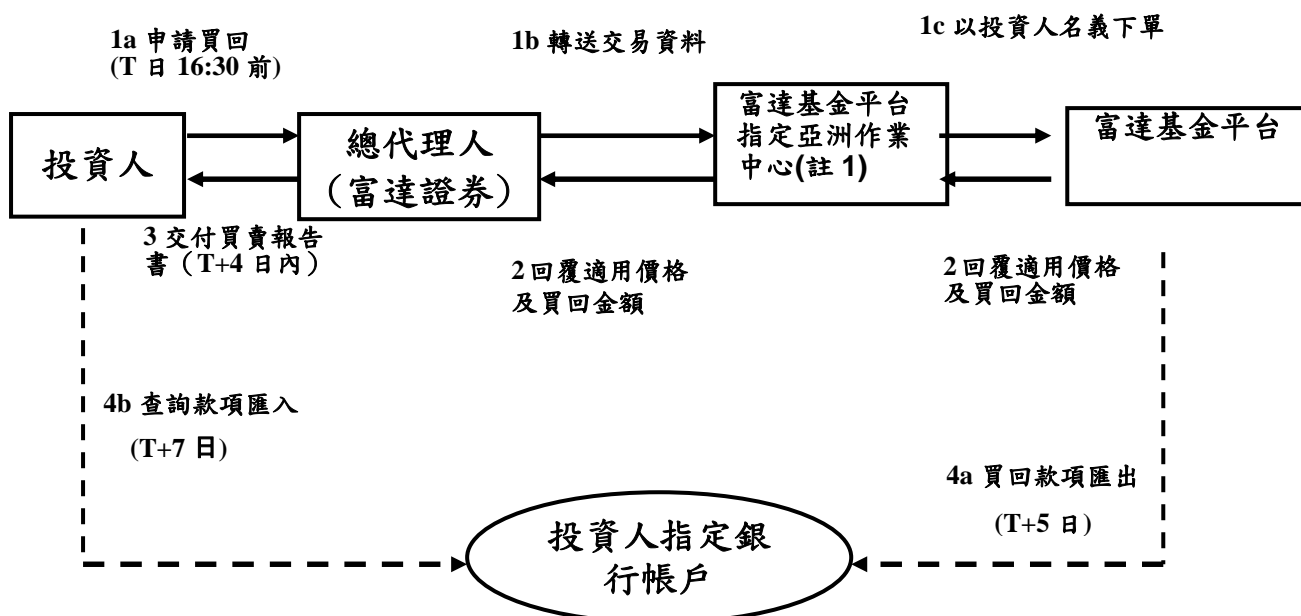 1a 申請買回
(T 日 16:30 前)
1b 轉送交易資料
1c 以投資人名義下單
投資人
總代理人
（富達證券）
富達基金平台
指定亞洲作業
中心(註 1)
富達基金平台
3 交付買賣報告
書（T+4 日內）
2 回覆適用價格
及買回金額
2 回覆適用價格
及買回金額
4b 查詢款項匯入
(T+7 日)
4a 買回款項匯出
(T+5 日)
投資人指定銀
行帳戶